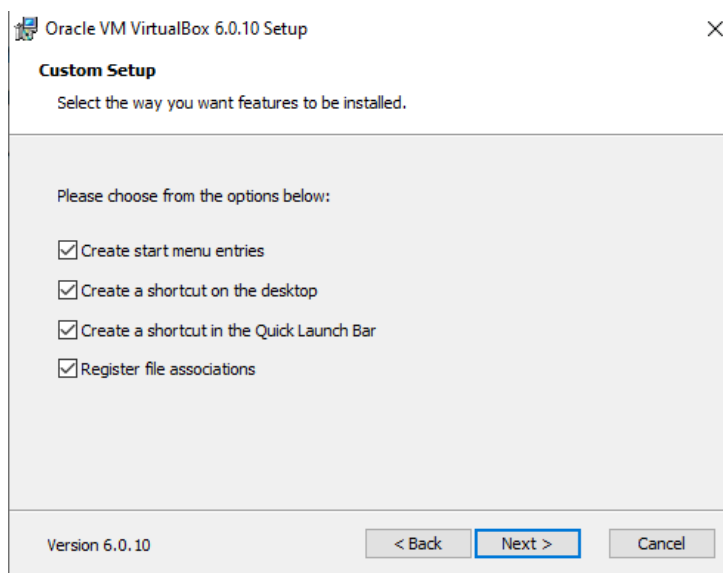 Oracle VM VirtualBox 6.0.10 Setup
Custom Setup
Select the way you want features to be installed.
Please choose from the options below:
Create start menu entries
Create a shortcut on the desktop
Create a shortcut in the Quick Launch Bar
Register file associations
Version 6.0.10
< Back
Next >
Cancel